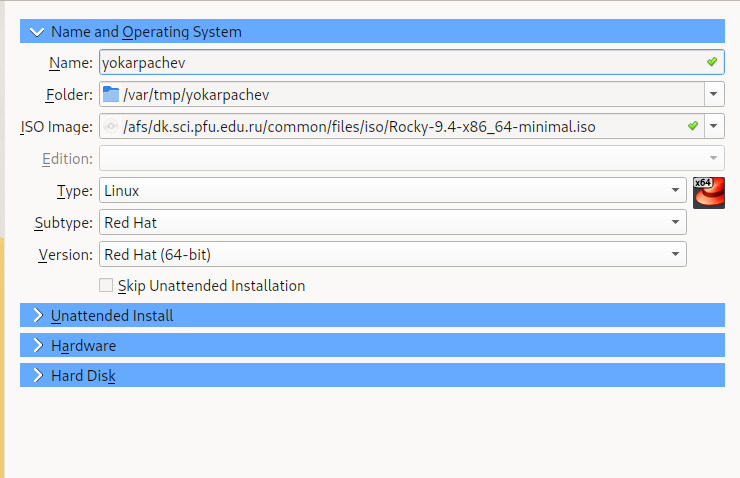 Name and Operating System
Name: yokarpachev
Folder: /var/tmp/yokarpachev
ISO Image: /afs/dk.sci.pfu.edu.ru/common/files/iso/Rocky-9.4-x86_64-minimal.iso
Edition:
Type: Linux
x64
Subtype: Red Hat
Version: Red Hat (64-bit)
Skip Unattended Installation
Unattended Install
Hardware
Hard Disk